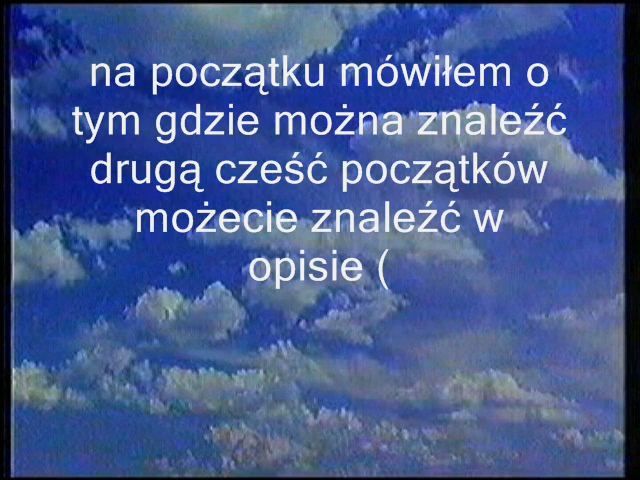 na początku mówiłem o
tym gdzie można znaleźć
drugą cześć początków
możecie znaleźć w
opisie (